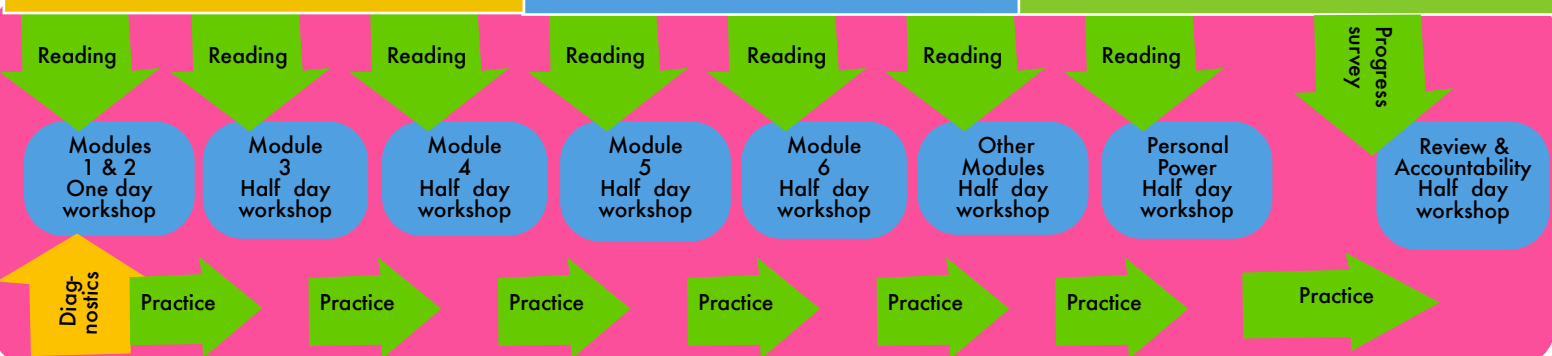 Reading
Reading
Reading
Reading
Reading
Reading
Reading
Progress
survey
Modules
1 & 2
One day
workshop
Module
3
Half day
workshop
Module
4
Half day
workshop
Module
5
Half day
workshop
Module
6
Half day
workshop
Other
Modules
Half day
workshop
Personal
Power
Half day
workshop
Review &
Accountability
Half day
workshop
Diag-
nostics
Practice
Practice
Practice
Practice
Practice
Practice
Practice